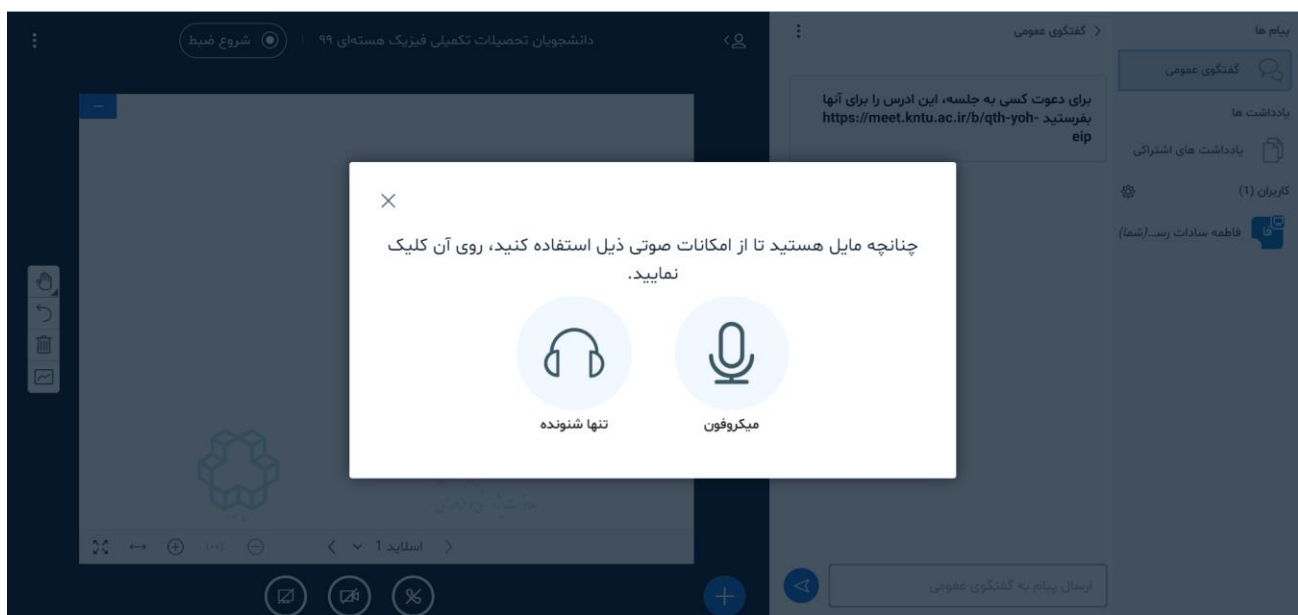 پیام ها
گفتگوی عمومی
یادداشت ها
یادداشت های اشتراکی
کاربران (1)
فا
فاطمه سادات رسـ...(شما)
گفتگوی عمومی
برای دعوت کسی به جلسه، این ادرس را برای آنها
بفرستید https://meet.kntu.ac.ir/b/qth-yoh-
eip
ارسال پیام به گفتگوی عمومی
دانشجویان تحصیلات تکمیلی فیزیک هسته‌ای ۹۹
شروع ضبط
چنانچه مایل هستید تا از امکانات صوتی ذیل استفاده کنید، روی آن کلیک
نمایید.
میکروفون
تنها شنونده
اسلاید 1